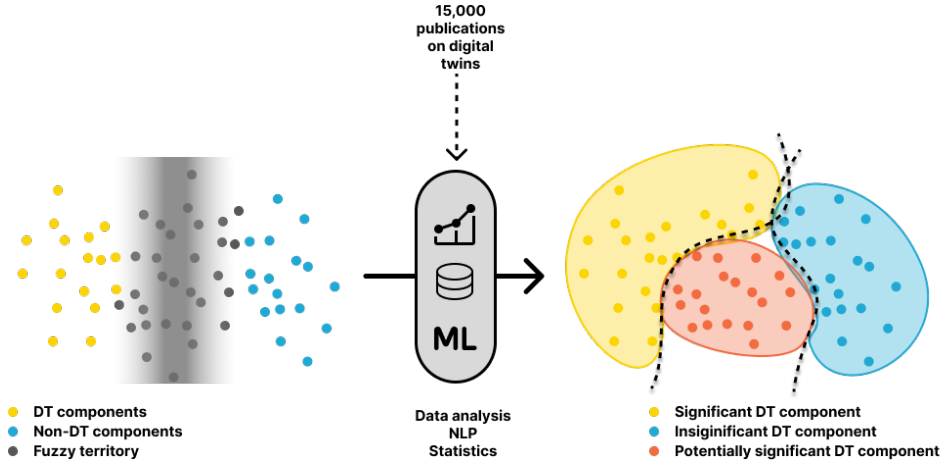 15,000
publications
on digital
twins
ML
DT components
Non-DT components
Fuzzy territory
Data analysis
NLP
Statistics
Significant DT component
Insiginificant DT component
Potentially significant DT component